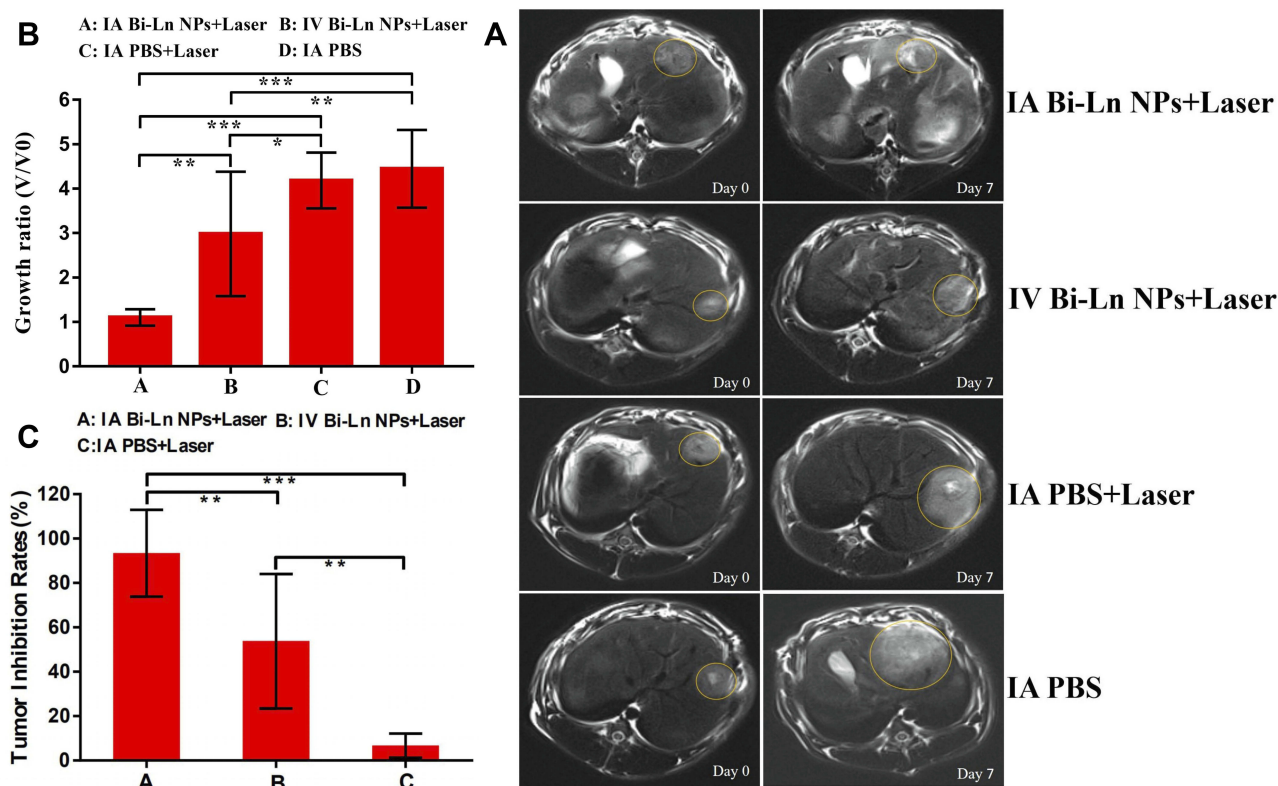 B
A: IA Bi-Ln NPs+Laser B: IV Bi-Ln NPs+Laser
C: IA PBS+Laser D: IA PBS
***
**
***
*
**
Growth ratio (V/V0)
6
5
4
3
2
1
0
A B C D
C
A: IA Bi-Ln NPs+Laser B: IV Bi-Ln NPs+Laser
C:IA PBS+Laser
***
**
**
Tumor Inhibition Rates(%)
120
100
80
60
40
20
0
A B C
A
Day 0
Day 7
IA Bi-Ln NPs+Laser
Day 0
Day 7
IV Bi-Ln NPs+Laser
Day 0
Day 7
IA PBS+Laser
Day 0
Day 7
IA PBS